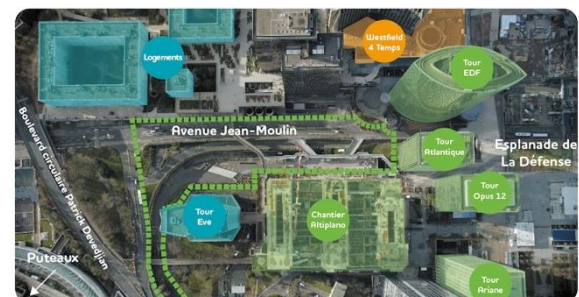 Westfield
4 Temps
Logements
Tour
EDF
Avenue Jean-Moulin
Tour
Atlantique
Esplanade de
La Défense
Boulevard circulaire Patrick Devedjian
Tour
Opus 12
Tour
Eve
Chantier
Altiplano
Puteaux
Tour
Ariane